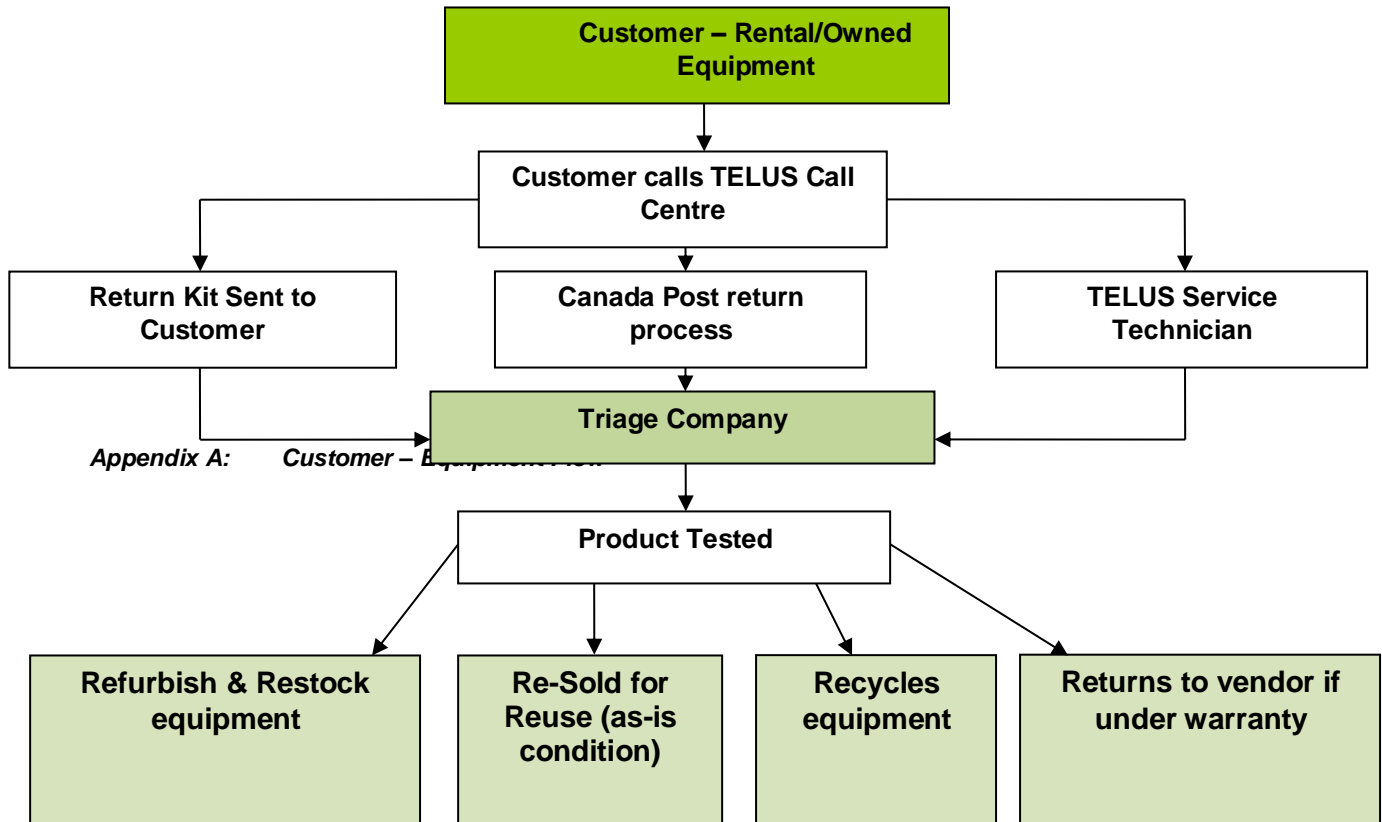 Customer – Rental/Owned
Equipment
Customer calls TELUS Call
Centre
Return Kit Sent to
Customer
Canada Post return
process
TELUS Service
Technician
Triage Company
Appendix A: Customer –
Product Tested
Refurbish & Restock
equipment
Re-Sold for
Reuse (as-is
condition)
Recycles
equipment
Returns to vendor if
under warranty